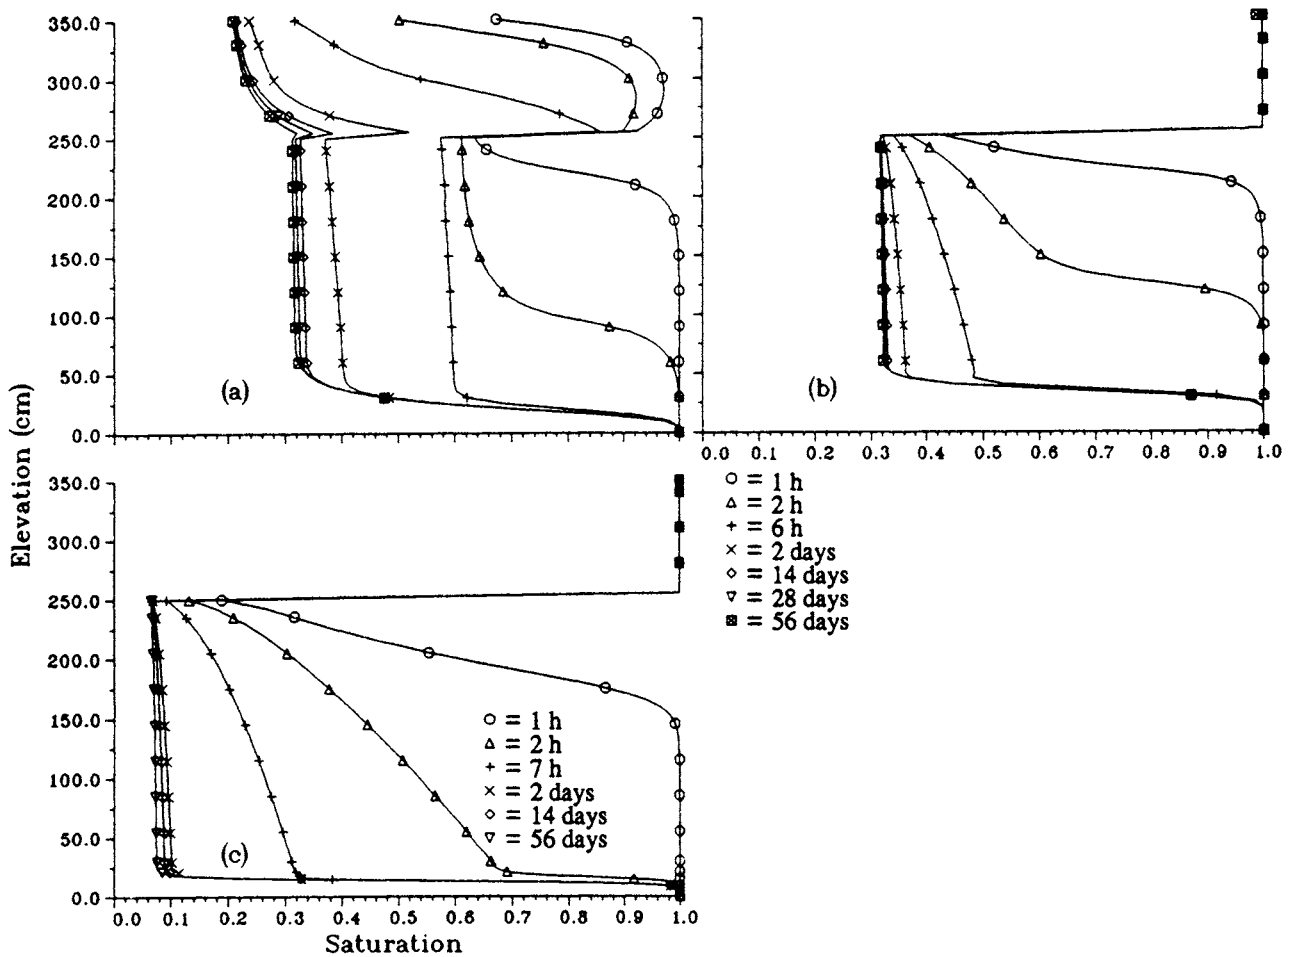 350.0
300.0
250.0
200.0
150.0
100.0
50.0
0.0
(a)
(b)
0.0 0.1 0.2 0.3 0.4 0.5 0.6 0.7 0.8 0.9 1.0
= 1 h
= 2 h
= 6 h
= 2 days
= 14 days
= 28 days
= 56 days
Elevation (cm)
350.0
300.0
250.0
200.0
150.0
100.0
50.0
0.0
= 1 h
= 2h
= 7 h
= 2 days
= 14 days
= 56 days
(c)
0.0 0.1 0.2 0.3 0.4 0.5 0.6 0.7 0.8 0.9 1.0
Saturation